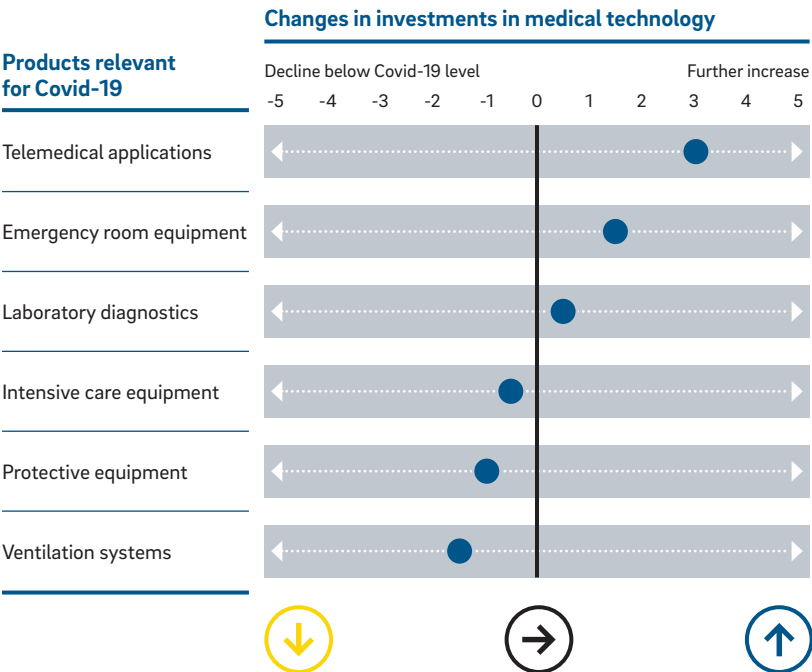 Changes in investments in medical technology
Products relevant
for Covid-19
Decline below Covid-19 level Further increase
-5 -4 -3 -2 -1 0 1 2 3 4 5
Telemedical applications
Emergency room equipment
Laboratory diagnostics
Intensive care equipment
Protective equipment
Ventilation systems